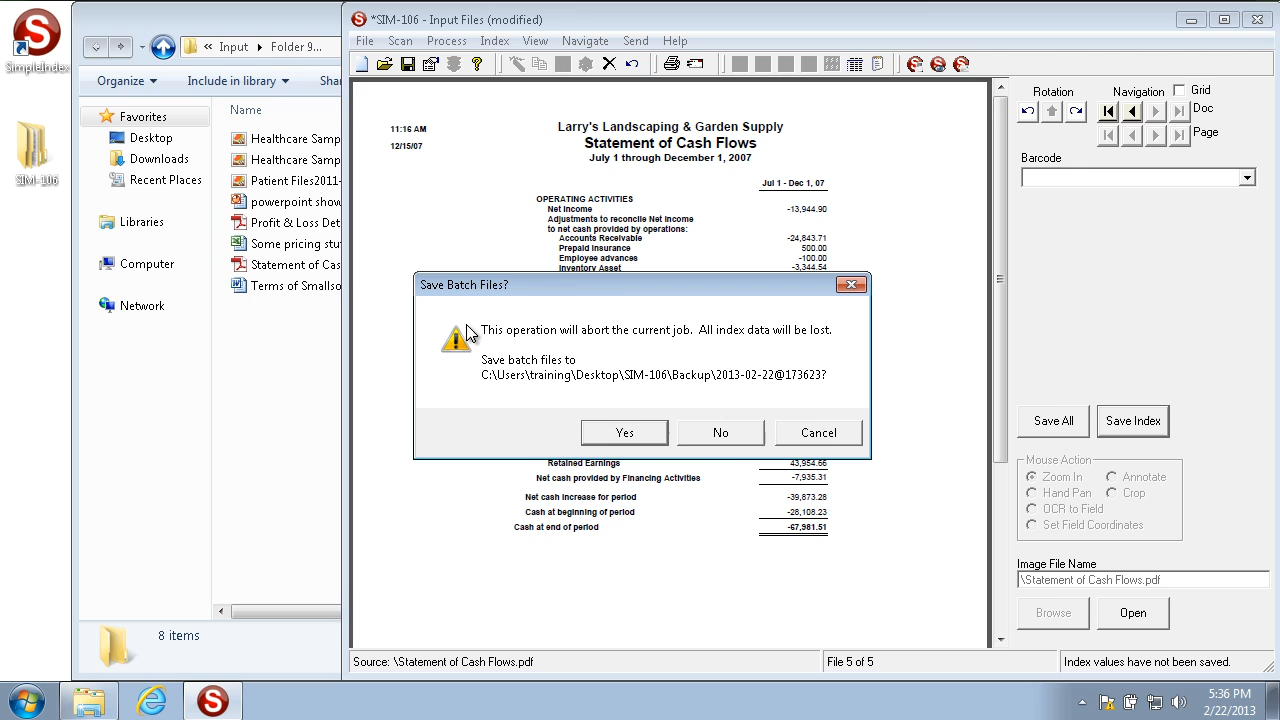 SimpleIndex
SIM-106
« Input ▸ Folder 9...
Organize
Include in library
Shar
Favorites
Desktop
Downloads
Recent Places
Libraries
Computer
Network
Name
Healthcare Samp
Healthcare Samp
Patient Files2011-
powerpoint show
Profit & Loss Det
Some pricing stu
Statement of Cas
Terms of Smallso
8 items
*SIM-106 - Input Files (modified)
File Scan Process Index View Navigate Send Help
11:16 AM
12/15/07
Larry's Landscaping & Garden Supply
Statement of Cash Flows
July 1 through December 1, 2007
Jul 1 - Dec 1, 07
OPERATING ACTIVITIES
Net Income -13,944.90
Adjustments to reconcile Net Income
to net cash provided by operations:
Accounts Receivable -24,843.71
Prepaid Insurance 500.00
Employee advances -100.00
Inventory Asset -3,344.54
Save Batch Files?
This operation will abort the current job. All index data will be lost.
Save batch files to
C:\Users\training\Desktop\SIM-106\Backup\2013-02-22@173623?
Yes No Cancel
Retained Earnings 43,954.66
Net cash provided by Financing Activities -7,935.31
Net cash increase for period -39,873.28
Cash at beginning of period -28,108.23
Cash at end of period -67,981.51
Rotation
Navigation
Grid
Doc
Page
Barcode
Save All
Save Index
Mouse Action
Zoom In
Annotate
Hand Pan
Crop
OCR to Field
Set Field Coordinates
Image File Name
\Statement of Cash Flows.pdf
Browse
Open
Source: \Statement of Cash Flows.pdf
File 5 of 5
Index values have not been saved.
5:36 PM
2/22/2013